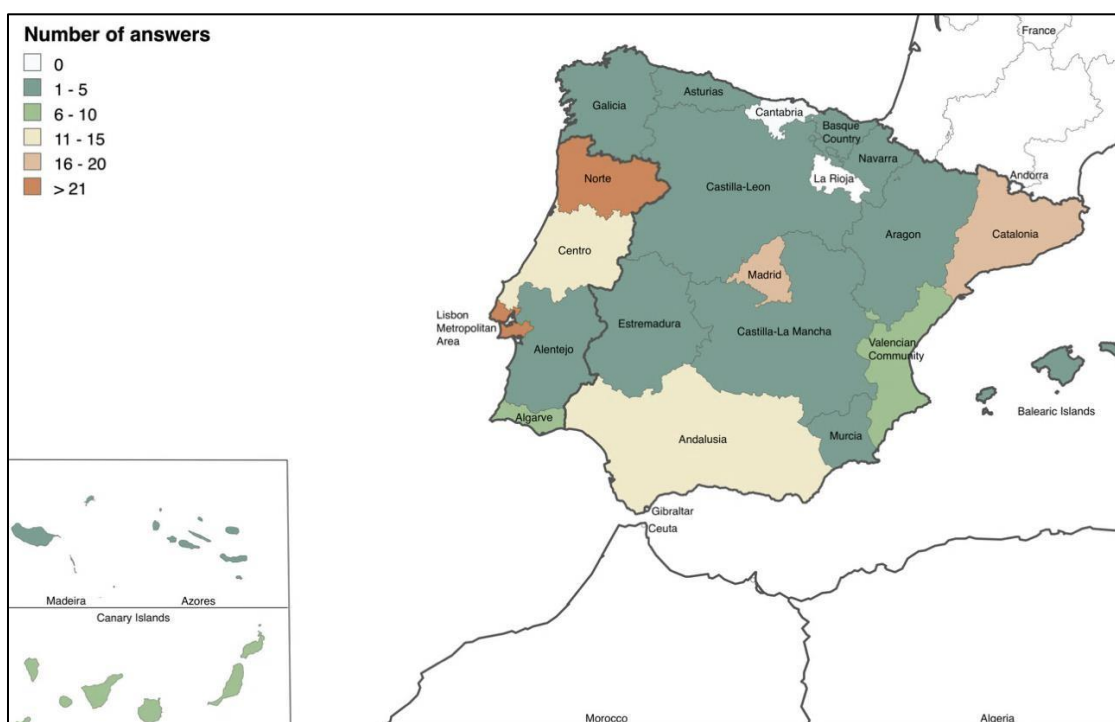 Number of answers
0
1 - 5
6 - 10
11 - 15
16 - 20
> 21
France
Asturias
Galicia
Cantabria
Basque
Country
Navarra
Andorra
Norte
Castilla-Leon
La Rioja
Aragon
Catalonia
Centro
Madrid
Lisbon
Metropolitan
Area
Estremadura
Castilla-La Mancha
Valencian
Community
Alentejo
Balearic Islands
Algarve
Andalusia
Murcia
Gibraltar
Ceuta
Madeira
Azores
Canary Islands
Morocco
Algeria